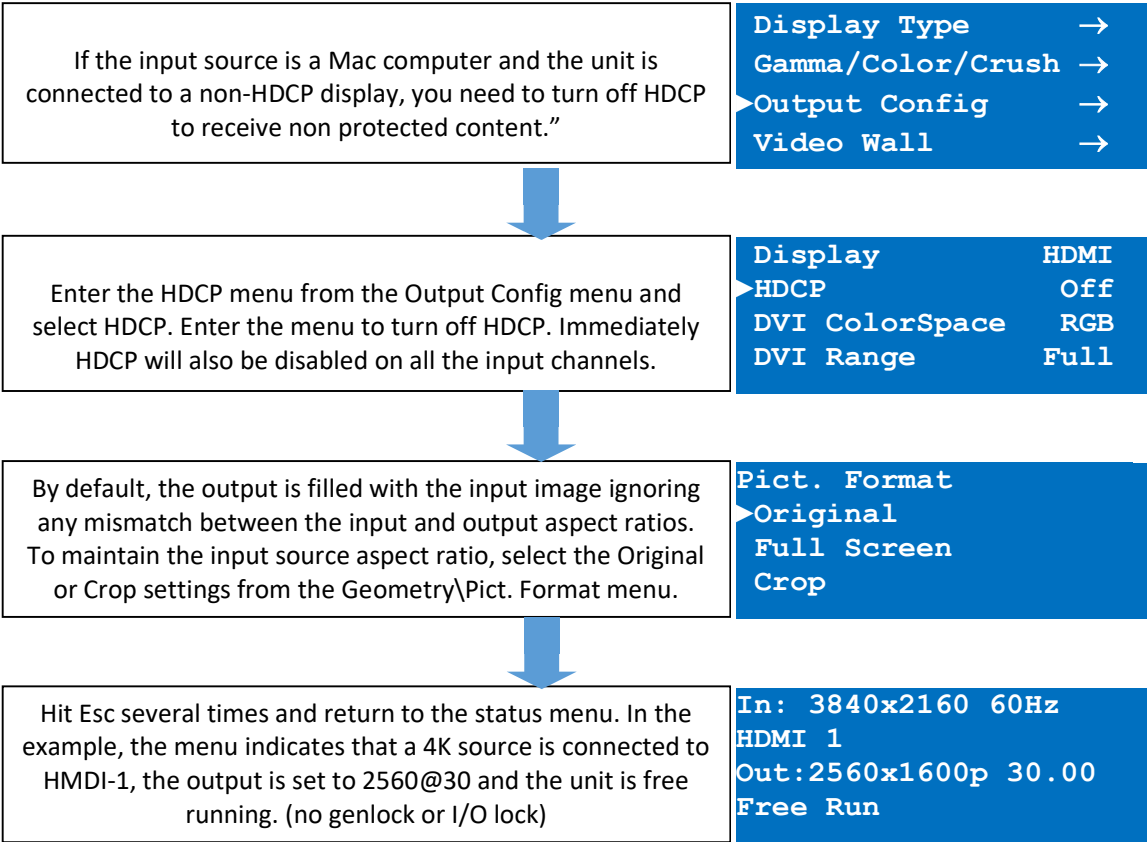 If the input source is a Mac computer and the unit is
connected to a non-HDCP display, you need to turn off HDCP
to receive non protected content.”
Display Type →
Gamma/Color/Crush →
►Output Config →
Video Wall →
Enter the HDCP menu from the Output Config menu and
select HDCP. Enter the menu to turn off HDCP. Immediately
HDCP will also be disabled on all the input channels.
Display HDMI
►HDCP Off
DVI ColorSpace RGB
DVI Range Full
By default, the output is filled with the input image ignoring
any mismatch between the input and output aspect ratios.
To maintain the input source aspect ratio, select the Original
or Crop settings from the Geometry\Pict. Format menu.
Pict. Format
►Original
Full Screen
Crop
Hit Esc several times and return to the status menu. In the
example, the menu indicates that a 4K source is connected to
HMDI-1, the output is set to 2560@30 and the unit is free
running. (no genlock or I/O lock)
In: 3840x2160 60Hz
HDMI 1
Out:2560x1600p 30.00
Free Run